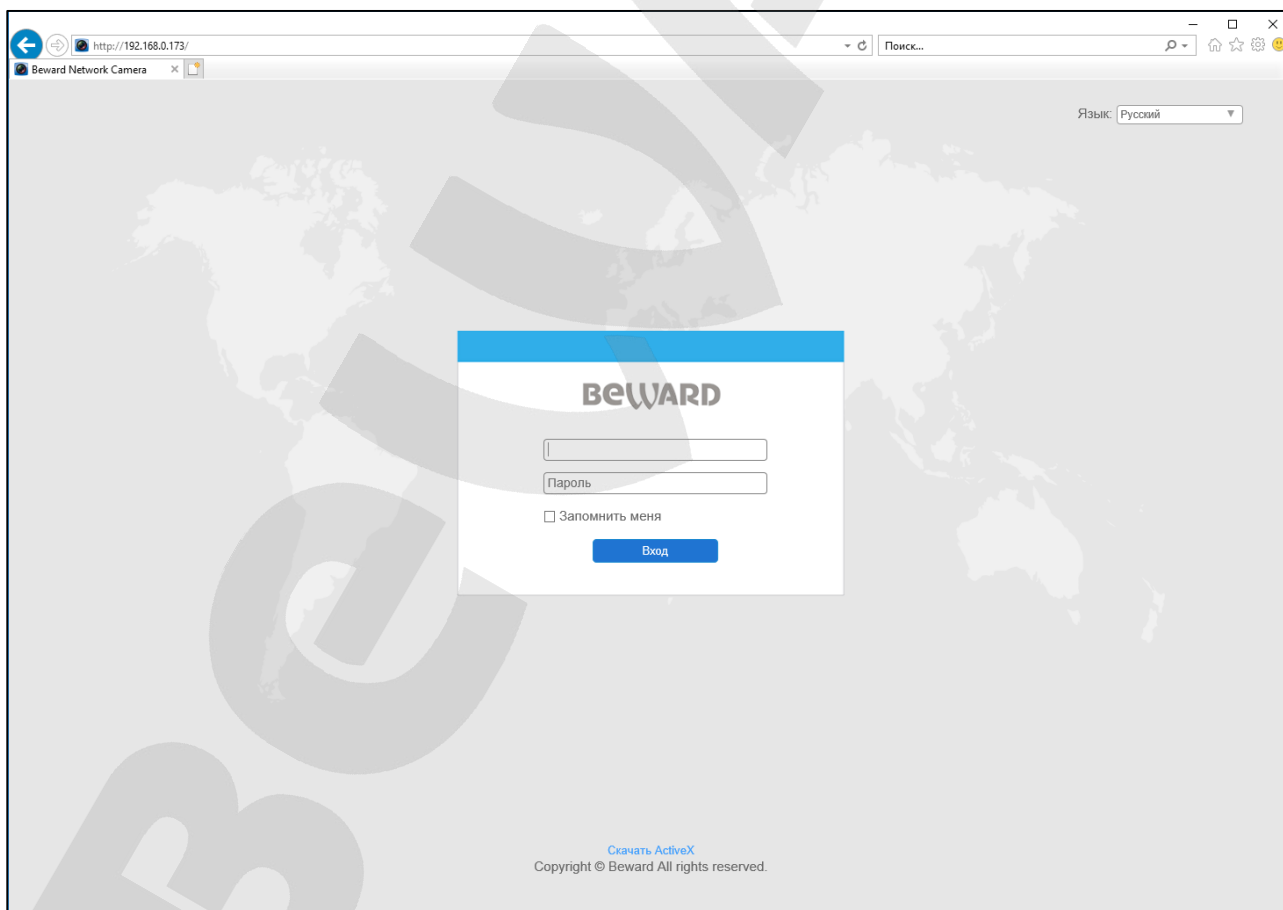 http://192.168.0.173/
Поиск...
Beward Network Camera
Язык: Русский
BEWARD
Пароль
Запомнить меня
Вход
Скачать ActiveX
Copyright © Beward All rights reserved.